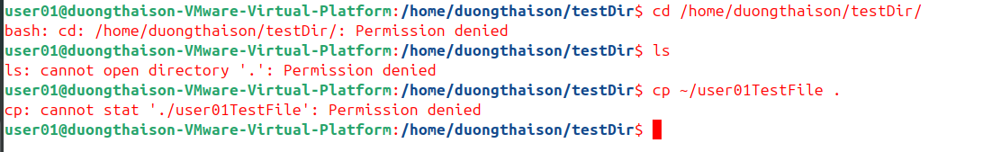 user01@duongthaison-VMware-Virtual-Platform:/home/duongthaison/testDir$ cd /home/duongthaison/testDir/
bash: cd: /home/duongthaison/testDir/: Permission denied
user01@duongthaison-VMware-Virtual-Platform:/home/duongthaison/testDir$ ls
ls: cannot open directory '.': Permission denied
user01@duongthaison-VMware-Virtual-Platform:/home/duongthaison/testDir$ cp ~/user01TestFile .
cp: cannot stat './user01TestFile': Permission denied
user01@duongthaison-VMware-Virtual-Platform:/home/duongthaison/testDir$